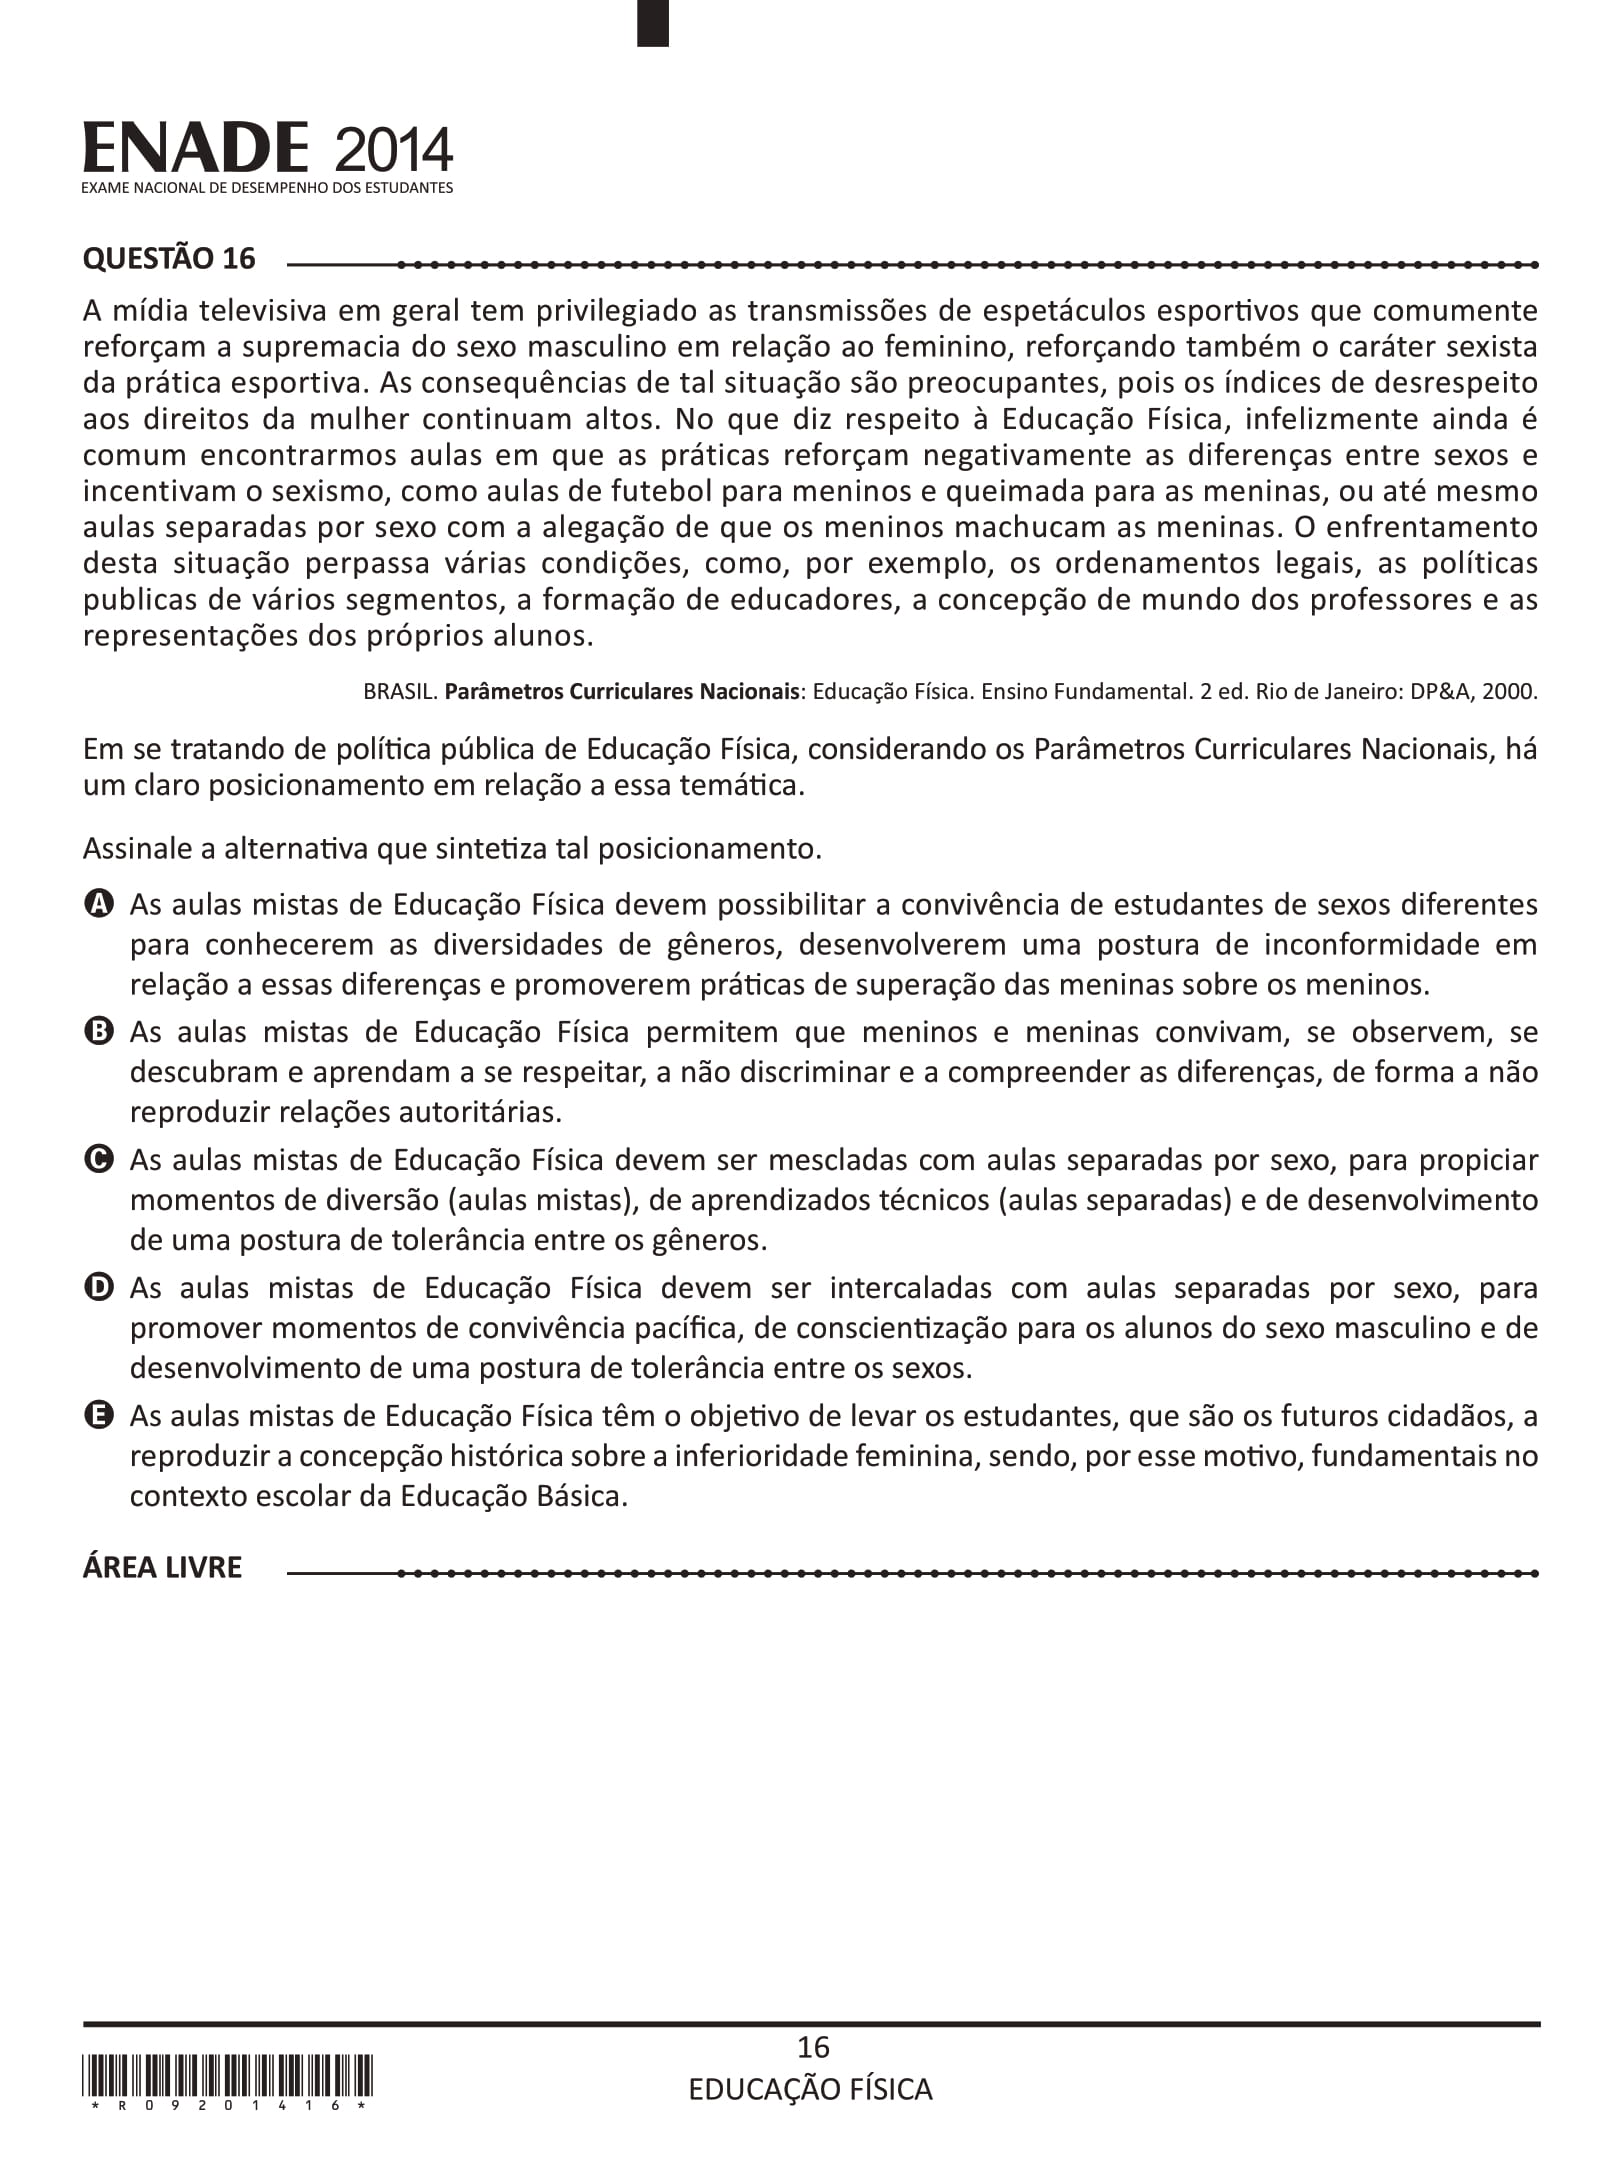 ENADE 2014
EXAME NACIONAL DE DESEMPENHO DOS ESTUDANTES
QUESTÃO 16
A mídia televisiva em geral tem privilegiado as transmissões de espetáculos esportivos que comumente
reforçam a supremacia do sexo masculino em relação ao feminino, reforçando também o caráter sexista
da prática esportiva. As consequências de tal situação são preocupantes, pois os índices de desrespeito
aos direitos da mulher continuam altos. No que diz respeito à Educação Física, infelizmente ainda é
comum encontrarmos aulas em que as práticas reforçam negativamente as diferenças entre sexos e
incentivam o sexismo, como aulas de futebol para meninos e queimada para as meninas, ou até mesmo
aulas separadas por sexo com a alegação de que os meninos machucam as meninas. O enfrentamento
desta situação perpassa várias condições, como, por exemplo, os ordenamentos legais, as políticas
publicas de vários segmentos, a formação de educadores, a concepção de mundo dos professores e as
representações dos próprios alunos.
BRASIL. Parâmetros Curriculares Nacionais: Educação Física. Ensino Fundamental. 2 ed. Rio de Janeiro: DP&A, 2000.
Em se tratando de política pública de Educação Física, considerando os Parâmetros Curriculares Nacionais, há
um claro posicionamento em relação a essa temática.
Assinale a alternativa que sintetiza tal posicionamento.
A As aulas mistas de Educação Física devem possibilitar a convivência de estudantes de sexos diferentes
para conhecerem as diversidades de gêneros, desenvolverem uma postura de inconformidade em
relação a essas diferenças e promoverem práticas de superação das meninas sobre os meninos.
B As aulas mistas de Educação Física permitem que meninos e meninas convivam, se observem, se
descubram e aprendam a se respeitar, a não discriminar e a compreender as diferenças, de forma a não
reproduzir relações autoritárias.
C As aulas mistas de Educação Física devem ser mescladas com aulas separadas por sexo, para propiciar
momentos de diversão (aulas mistas), de aprendizados técnicos (aulas separadas) e de desenvolvimento
de uma postura de tolerância entre os gêneros.
D As aulas mistas de Educação Física devem ser intercaladas com aulas separadas por sexo, para
promover momentos de convivência pacífica, de conscientização para os alunos do sexo masculino e de
desenvolvimento de uma postura de tolerância entre os sexos.
E As aulas mistas de Educação Física têm o objetivo de levar os estudantes, que são os futuros cidadãos, a
reproduzir a concepção histórica sobre a inferioridade feminina, sendo, por esse motivo, fundamentais no
contexto escolar da Educação Básica.
ÁREA LIVRE
16
EDUCAÇÃO FÍSICA
*R09201416*